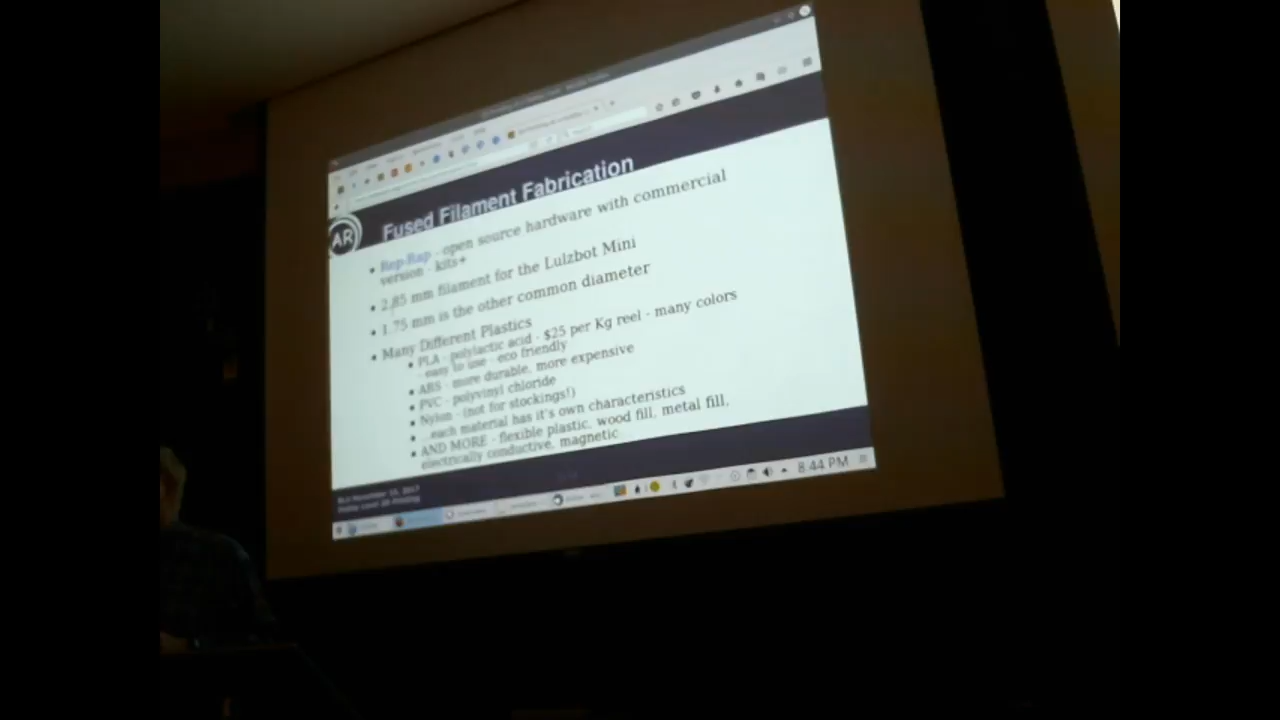 Fused Filament Fabrication
AR
• Rep-Rap - open source hardware with commercial
version - kits+
• 2.85 mm filament for the Lulzbot Mini
• 1.75 mm is the other common diameter
• Many Different Plastics
• PLA - polylactic acid - $25 per Kg reel - many colors
- easy to use - eco friendly
• ABS - more durable, more expensive
• PVC - polyvinyl chloride
• Nylon - (not for stockings!)
• ...each material has it's own characteristics
• AND MORE - flexible plastic, wood fill, metal fill,
electrically conductive, magnetic
8:44 PM